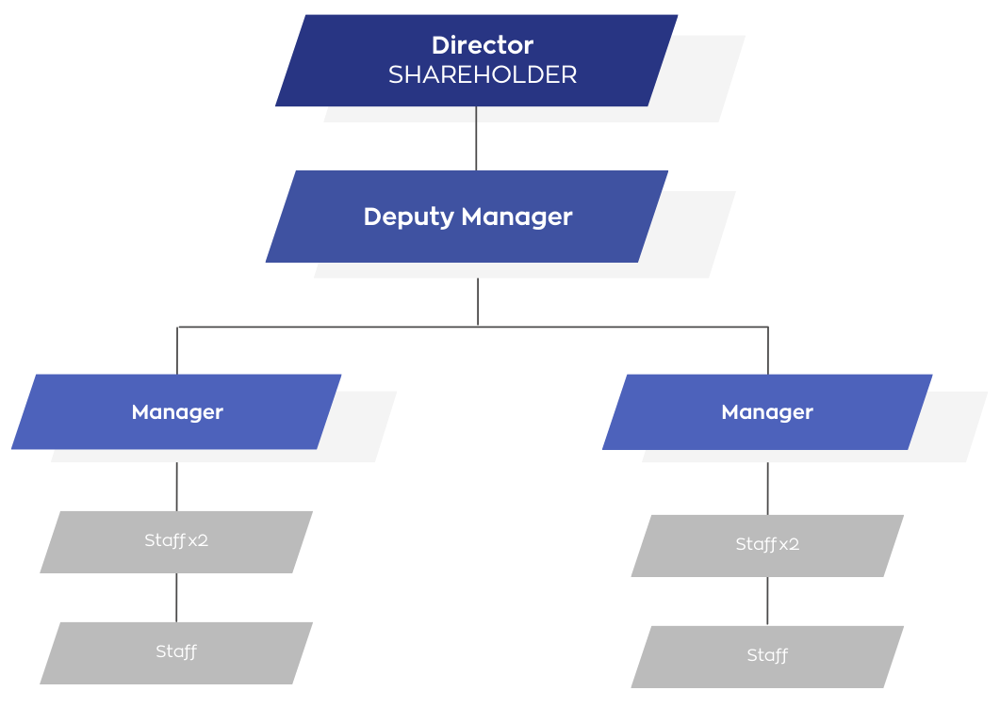 Director
SHAREHOLDER
Deputy Manager
Manager
Manager
Staff x2
Staff x2
Staff
Staff